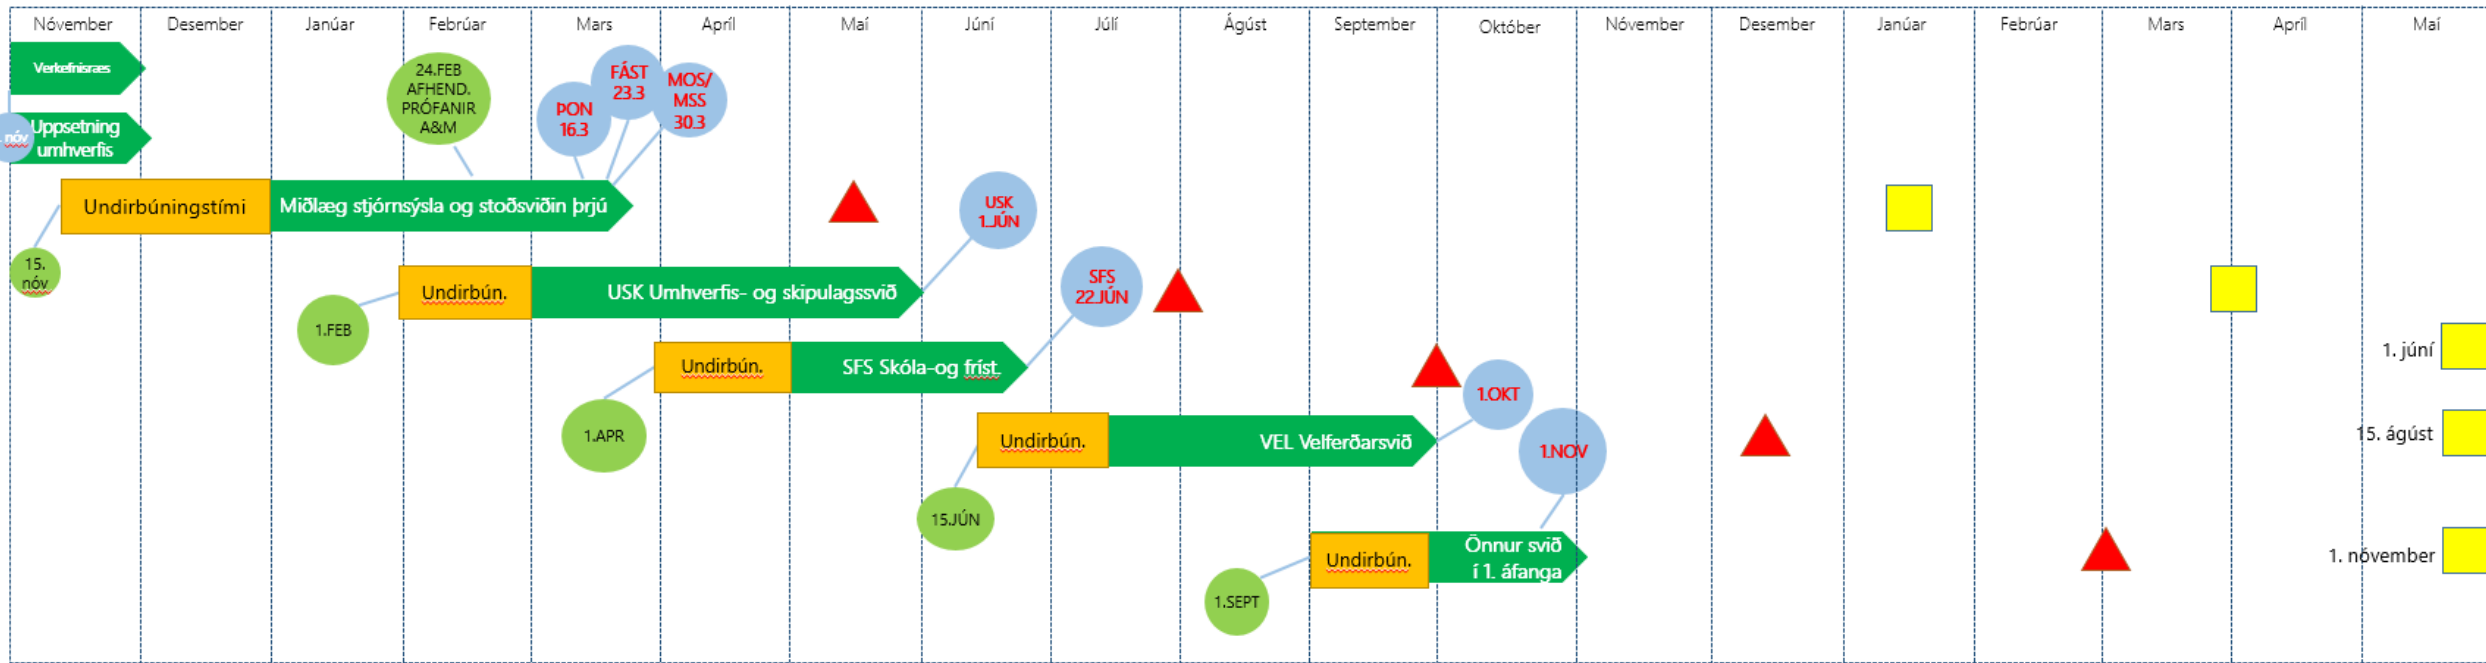 Nóvember Desember Janúar Febrúar Mars Apríl Maí Júní Júlí Ágúst September Október Nóvember Desember Janúar Febrúar Mars Apríl Maí
Verkefnisræs
24.FEB
AFHEND.
PRÓFANIR
A&M
ÞON
16.3
FÁST
23.3
MOS/
MSS
30.3
nóv
Uppsetning
umhverfis
Undirbúningstími
Miðlæg stjórnsýsla og stoðsviðin þrjú
15.
nóv
USK
1.JÚN
Undirbún.
USK Umhverfis- og skipulagssvið
1.FEB
SFS
22.JÚN
Undirbún.
SFS Skóla-og fríst.
1. júní
1.APR
1.OKT
Undirbún.
VEL Velferðarsvið
15. ágúst
15.JÚN
1.NOV
Undirbún.
Önnur svið
í 1. áfanga
1. nóvember
1.SEPT